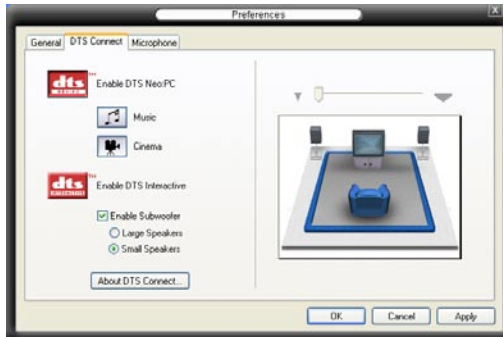 Preferences
X
General DTS Connect Microphone
dts Enable DTS Neo:PC
Music
Cinema
dts Enable DTS Interactive
INTERACTIVE
Enable Subwoofer
Large Speakers
Small Speakers
About DTS Connect...
OK Cancel Apply